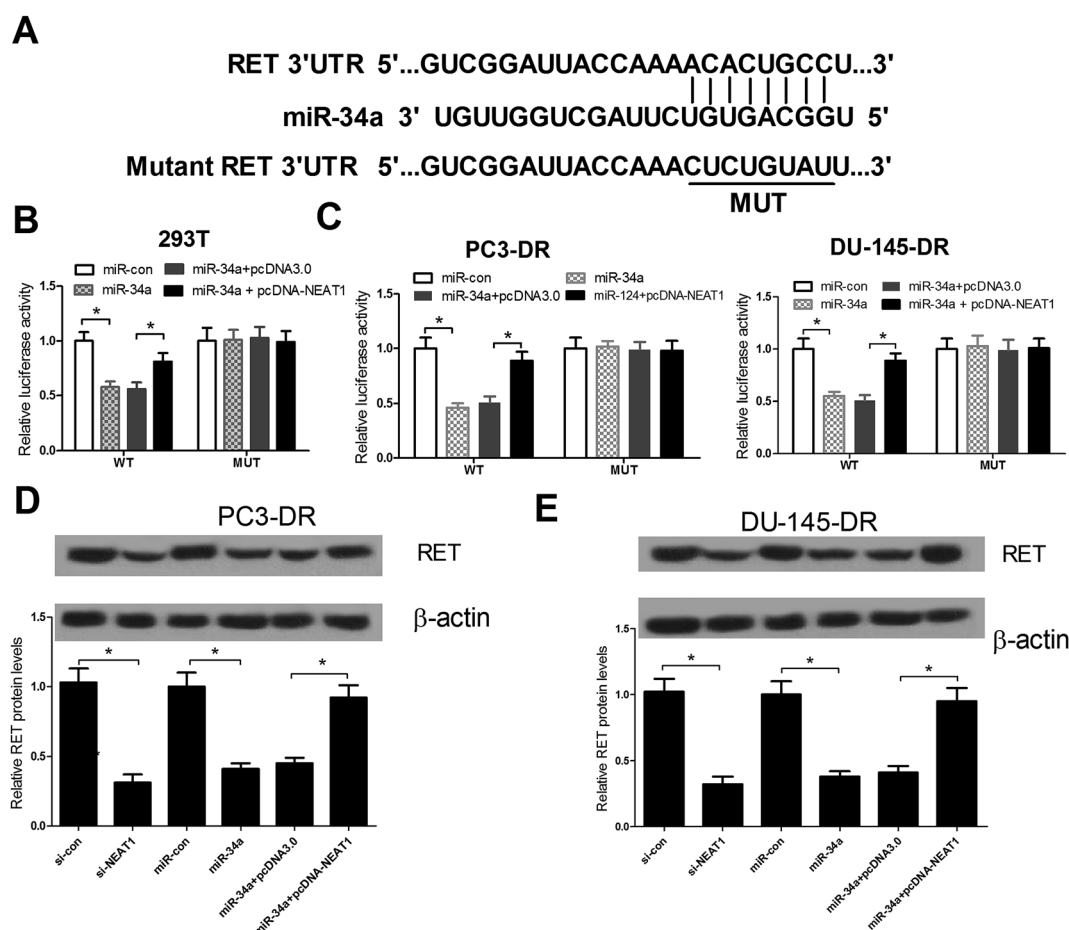 A
RET 3'UTR 5'...GUCGGAUUACCAAAACACUGCCU...3'
miR-34a 3' UGUUGGUCGAUUCUGUGACGGU 5'
Mutant RET 3'UTR 5'...GUCGGAUUACCAAACUCUGUAUU...3'
MUT
B
293T
miR-con
miR-34a+pcDNA3.0
miR-34a
miR-34a + pcDNA-NEAT1
Relative luciferase activity
1.5
1.0
0.5
0.0
*
*
WT
MUT
C
PC3-DR
miR-con
miR-34a
miR-34a+pcDNA3.0
miR-124+pcDNA-NEAT1
Relative luciferase activity
1.5
1.0
0.5
0.0
*
*
WT
MUT
DU-145-DR
miR-con
miR-34a+pcDNA3.0
miR-34a
miR-34a + pcDNA-NEAT1
Relative luciferase activity
1.5
1.0
0.5
0.0
*
*
WT
MUT
D
PC3-DR
RET
β-actin
Relative RET protein levels
1.5
1.0
0.5
0.0
*
*
*
si-con
si-NEAT1
miR-con
miR-34a
miR-34a+pcDNA3.0
miR-34a+pcDNA-NEAT1
E
DU-145-DR
RET
β-actin
Relative RET protein levels
1.5
1.0
0.5
0.0
*
*
*
si-con
si-NEAT1
miR-con
miR-34a
miR-34a+pcDNA3.0
miR-34a+pcDNA-NEAT1